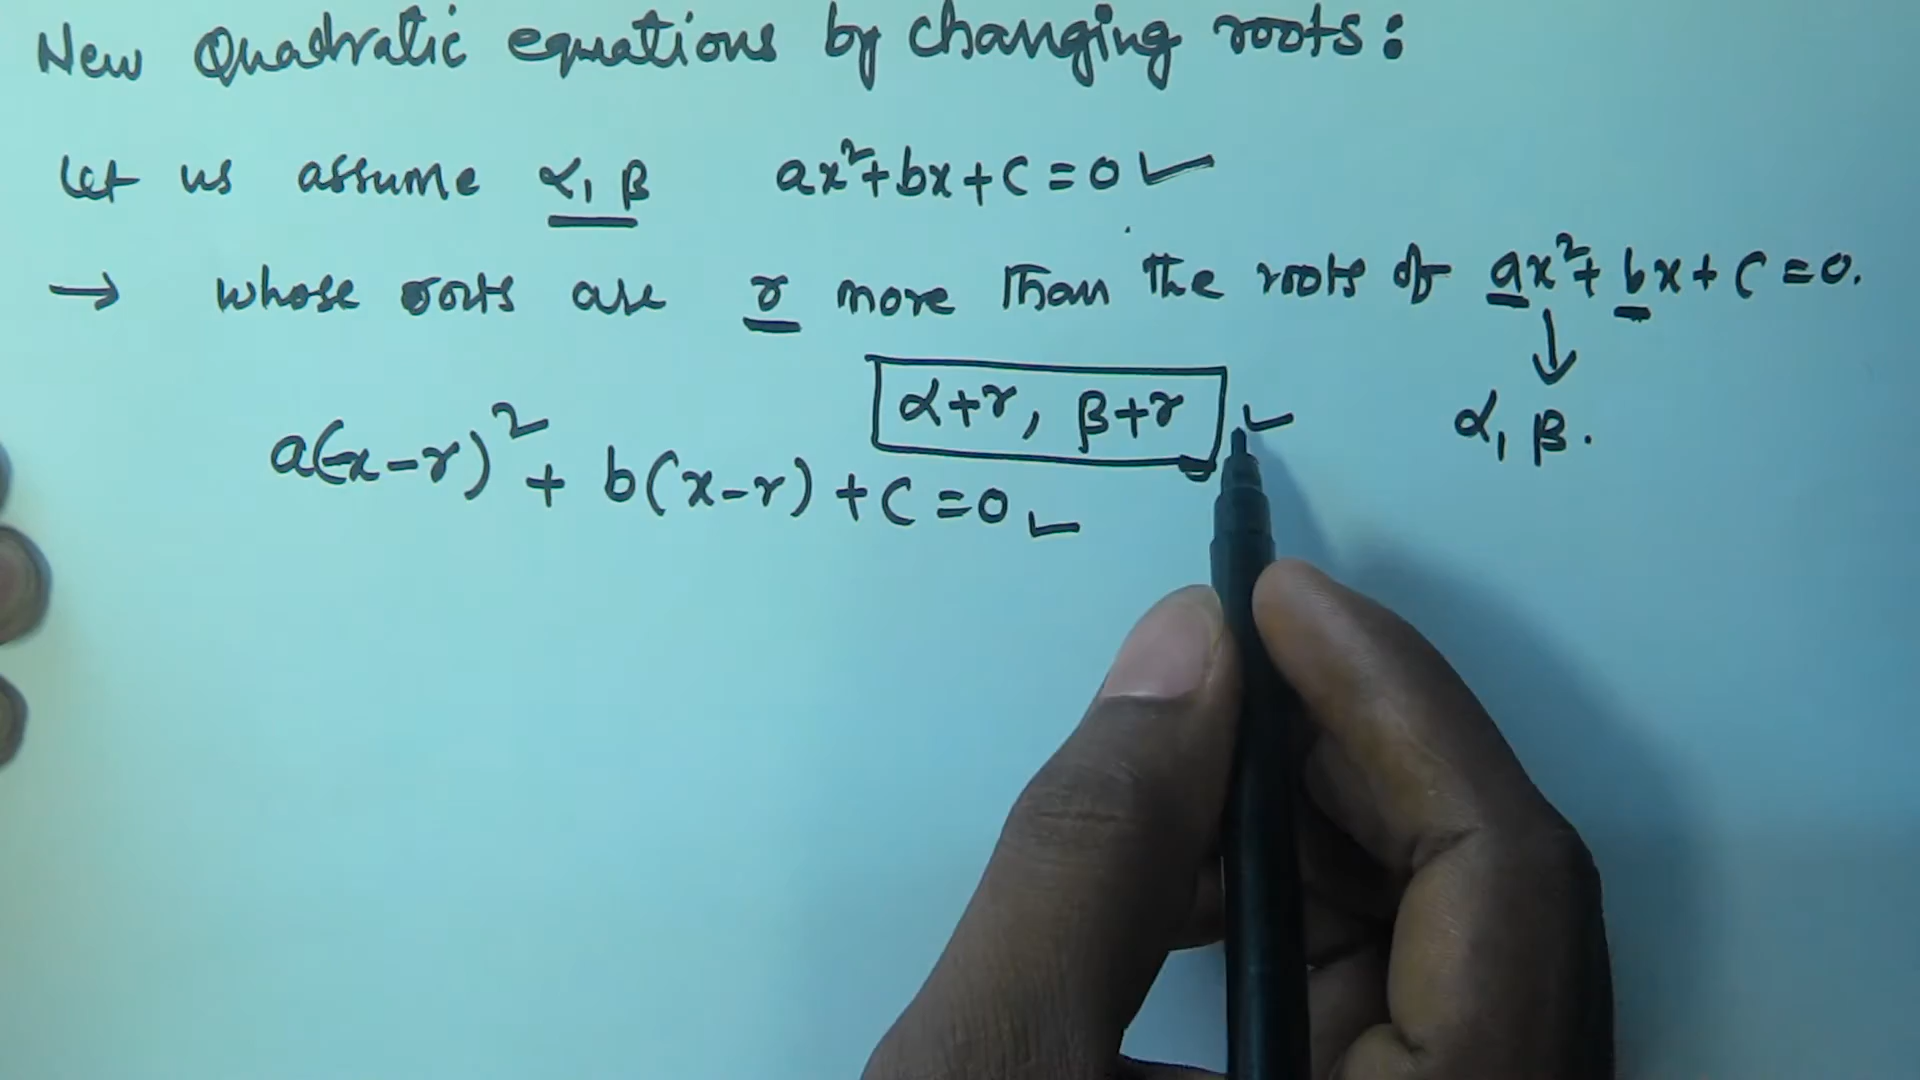 New Quadratic equations by changing roots:
Let us assume α, β ax²+bx+c=0 ✓
→ whose roots are r more than the roots of ax²+bx+c=0.
↓
α+r, β+r ✓ α, β.
a(x-r)² + b(x-r) + c = 0 ✓